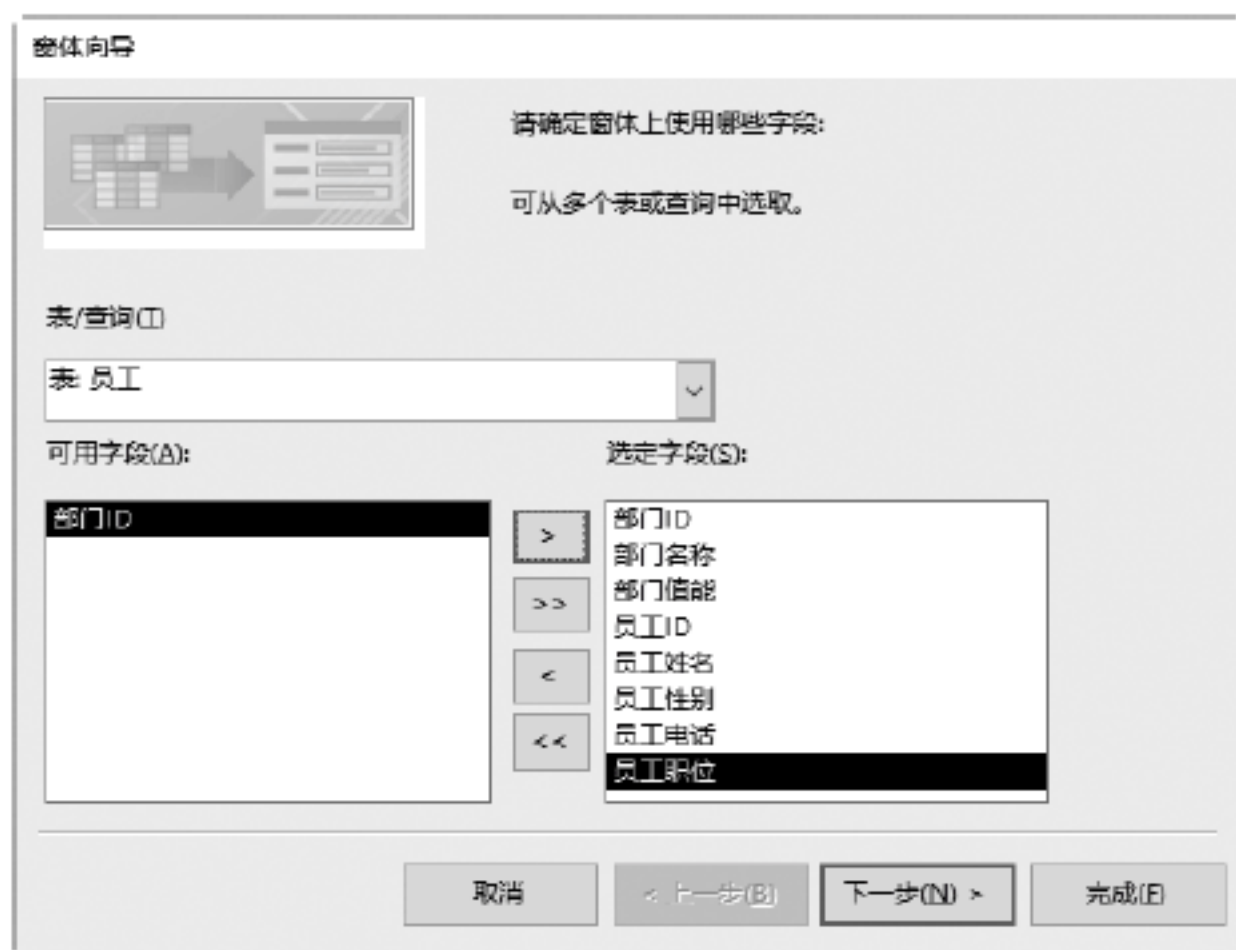 窗体向导
请确定窗体上使用哪些字段:
可从多个表或查询中选取。
表/查询(T)
表: 员工
可用字段(A):
选定字段(S):
部门ID
>
>>
<
<<
部门ID
部门名称
部门值能
员工ID
员工姓名
员工性别
员工电话
员工职位
取消
< 上一步(B)
下一步(N) >
完成(F)